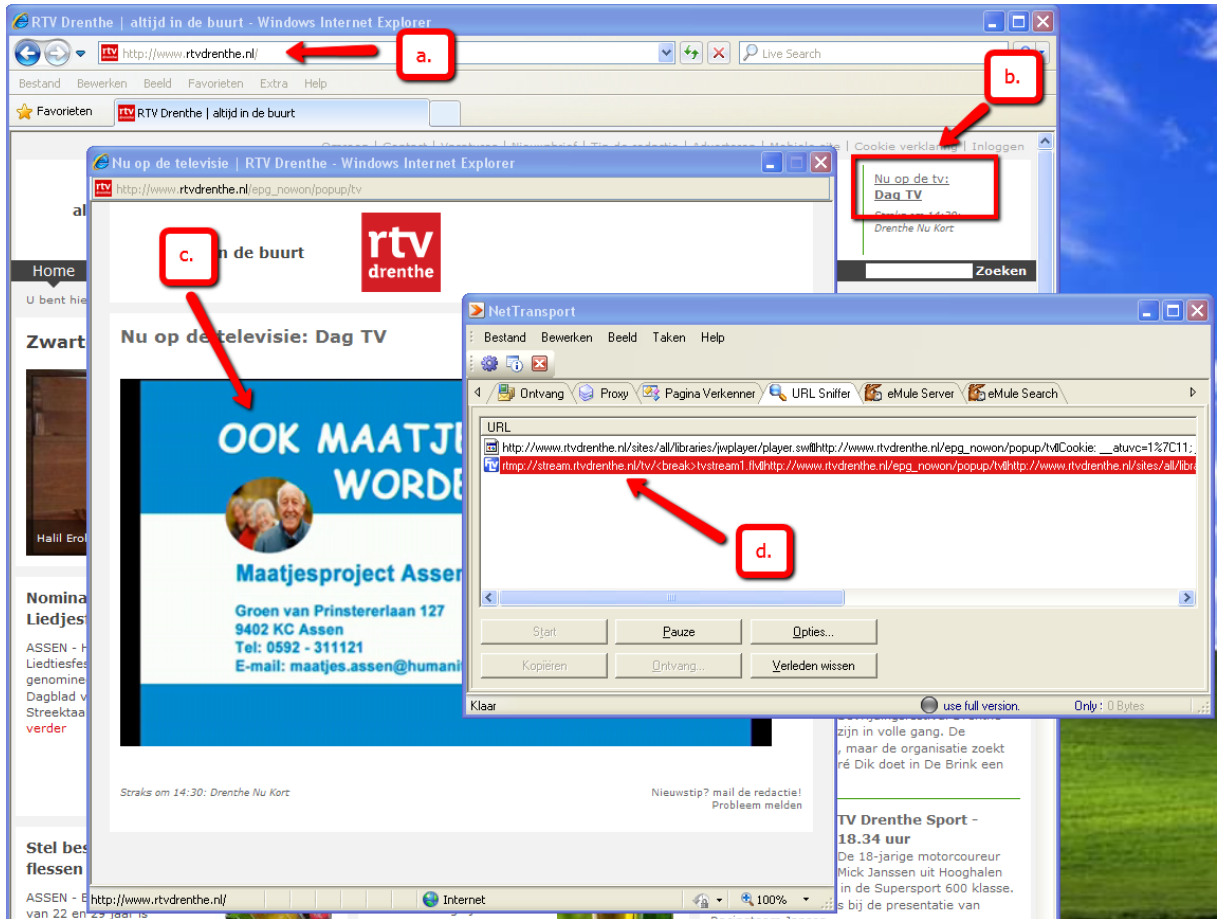 RTV Drenthe | altijd in de buurt - Windows Internet Explorer
http://www.rtvdrenthe.nl/
a.
Live Search
Bestand Bewerken Beeld Favorieten Extra Help
b.
Favorieten
rtv RTV Drenthe | altijd in de buurt
Cookie verklaring | Inloggen
Nu op de tv:
Dag TV
Straks om 14:30:
Drenthe Nu Kort
al
Home
Zoeken
U bent hie
Zwart
Halil Erol
Nomina
Liedjes
ASSEN - H
Liedtiesfes
genomine
Dagblad v
Streektaa
verder
Stel bes
flessen
ASSEN - E
van 22 en 29 jaar is
Nu op de televisie | RTV Drenthe - Windows Internet Explorer
rtv http://www.rtvdrenthe.nl/epg_nowon/popup/tv
c.
n de buurt
rtv
drenthe
Nu op de televisie: Dag TV
OOK MAATJE
WORDE
Maatjesproject Assen
Groen van Prinstererlaan 127
9402 KC Assen
Tel: 0592 - 311121
E-mail: maatjes.assen@humani
Straks om 14:30: Drenthe Nu Kort
Nieuwstip? mail de redactie!
Probleem melden
http://www.rtvdrenthe.nl/
Internet
100%
NetTransport
Bestand Bewerken Beeld Taken Help
Ontvang Proxy Pagina Verkenner URL Sniffer eMule Server eMule Search
URL
http://www.rtvdrenthe.nl/sites/all/libraries/jwplayer/player.swf http://www.rtvdrenthe.nl/epg_nowon/popup/tv Cookie: __atuvc=1%7C11;
rtmp://stream.rtvdrenthe.nl/tv/<break>tvstream1.flv http://www.rtvdrenthe.nl/epg_nowon/popup/tv http://www.rtvdrenthe.nl/sites/all/libra
d.
Start Pauze Opties...
Kopiëren Ontvang... Verleden wissen
Klaar
use full version.
Only : 0 Bytes
zijn in volle gang. De
, maar de organisatie zoekt
ré Dik doet in De Brink een
TV Drenthe Sport -
18.34 uur
De 18-jarige motorcoureur
Mick Janssen uit Hooghalen
in de Supersport 600 klasse.
s bij de presentatie van